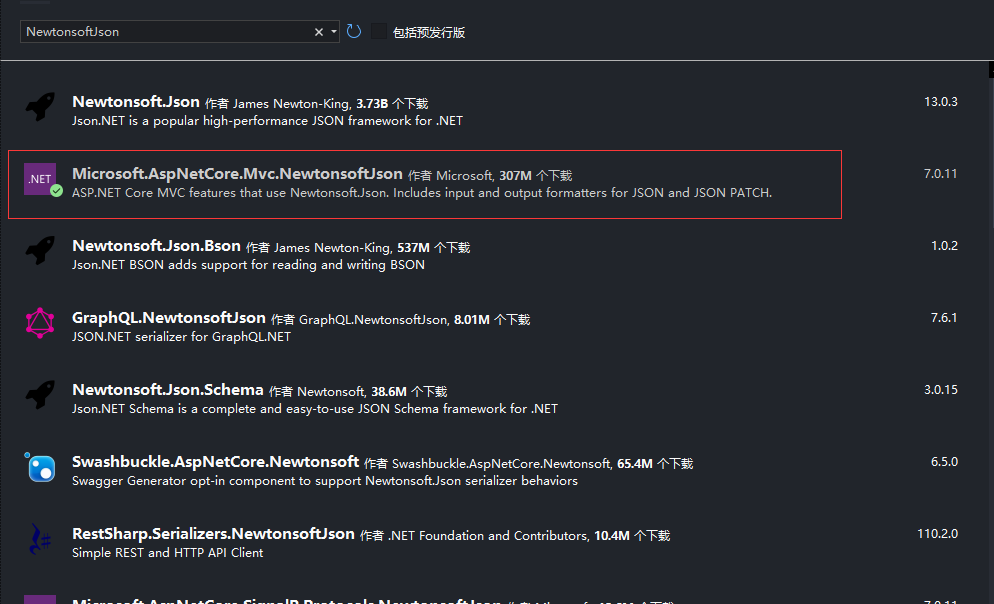 NewtonsoftJson
包括预发行版
Newtonsoft.Json 作者 James Newton-King, 3.73B 个下载 13.0.3
Json.NET is a popular high-performance JSON framework for .NET
.NET
Microsoft.AspNetCore.Mvc.NewtonsoftJson 作者 Microsoft, 307M 个下载 7.0.11
ASP.NET Core MVC features that use Newtonsoft.Json. Includes input and output formatters for JSON and JSON PATCH.
Newtonsoft.Json.Bson 作者 James Newton-King, 537M 个下载 1.0.2
Json.NET BSON adds support for reading and writing BSON
GraphQL.NewtonsoftJson 作者 GraphQL.NewtonsoftJson, 8.01M 个下载 7.6.1
JSON.NET serializer for GraphQL.NET
Newtonsoft.Json.Schema 作者 Newtonsoft, 38.6M 个下载 3.0.15
Json.NET Schema is a complete and easy-to-use JSON Schema framework for .NET
Swashbuckle.AspNetCore.Newtonsoft 作者 Swashbuckle.AspNetCore.Newtonsoft, 65.4M 个下载 6.5.0
Swagger Generator opt-in component to support Newtonsoft.Json serializer behaviors
RestSharp.Serializers.NewtonsoftJson 作者 .NET Foundation and Contributors, 10.4M 个下载 110.2.0
Simple REST and HTTP API Client
Microsoft.AspNetCore.SignalR.Protocols.NewtonsoftJson